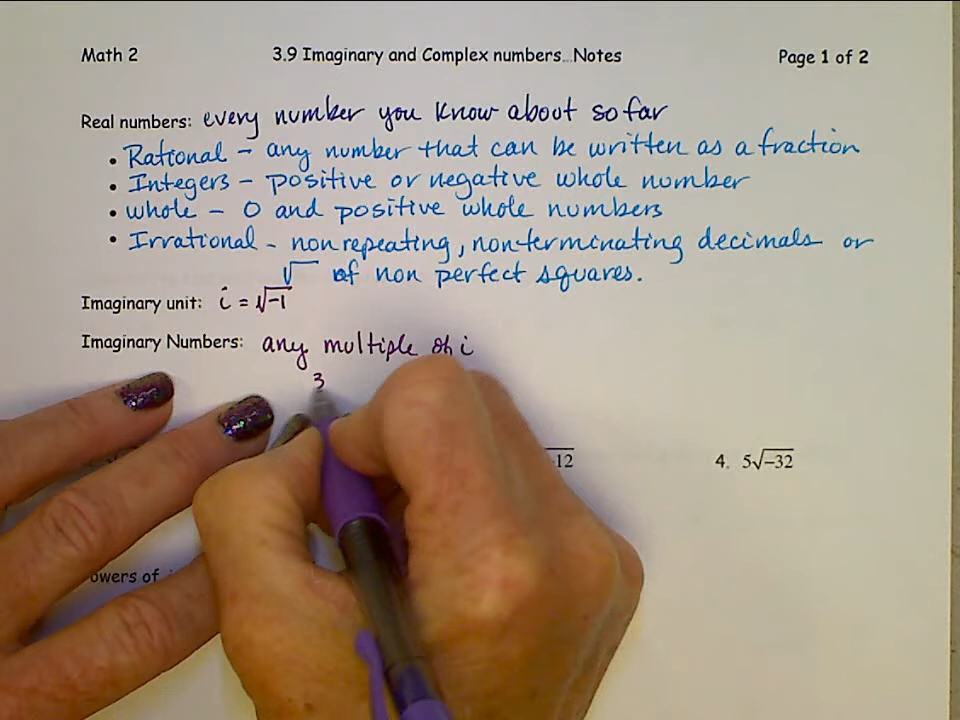 Math 2 3.9 Imaginary and Complex numbers...Notes Page 1 of 2
Real numbers: every number you know about so far
• Rational - any number that can be written as a fraction
• Integers - positive or negative whole number
• whole - 0 and positive whole numbers
• Irrational - nonrepeating, nonterminating decimals or
√ of non perfect squares.
Imaginary unit: i = √-1
Imaginary Numbers: any multiple of i
3
-12 4. 5√-32
owers of